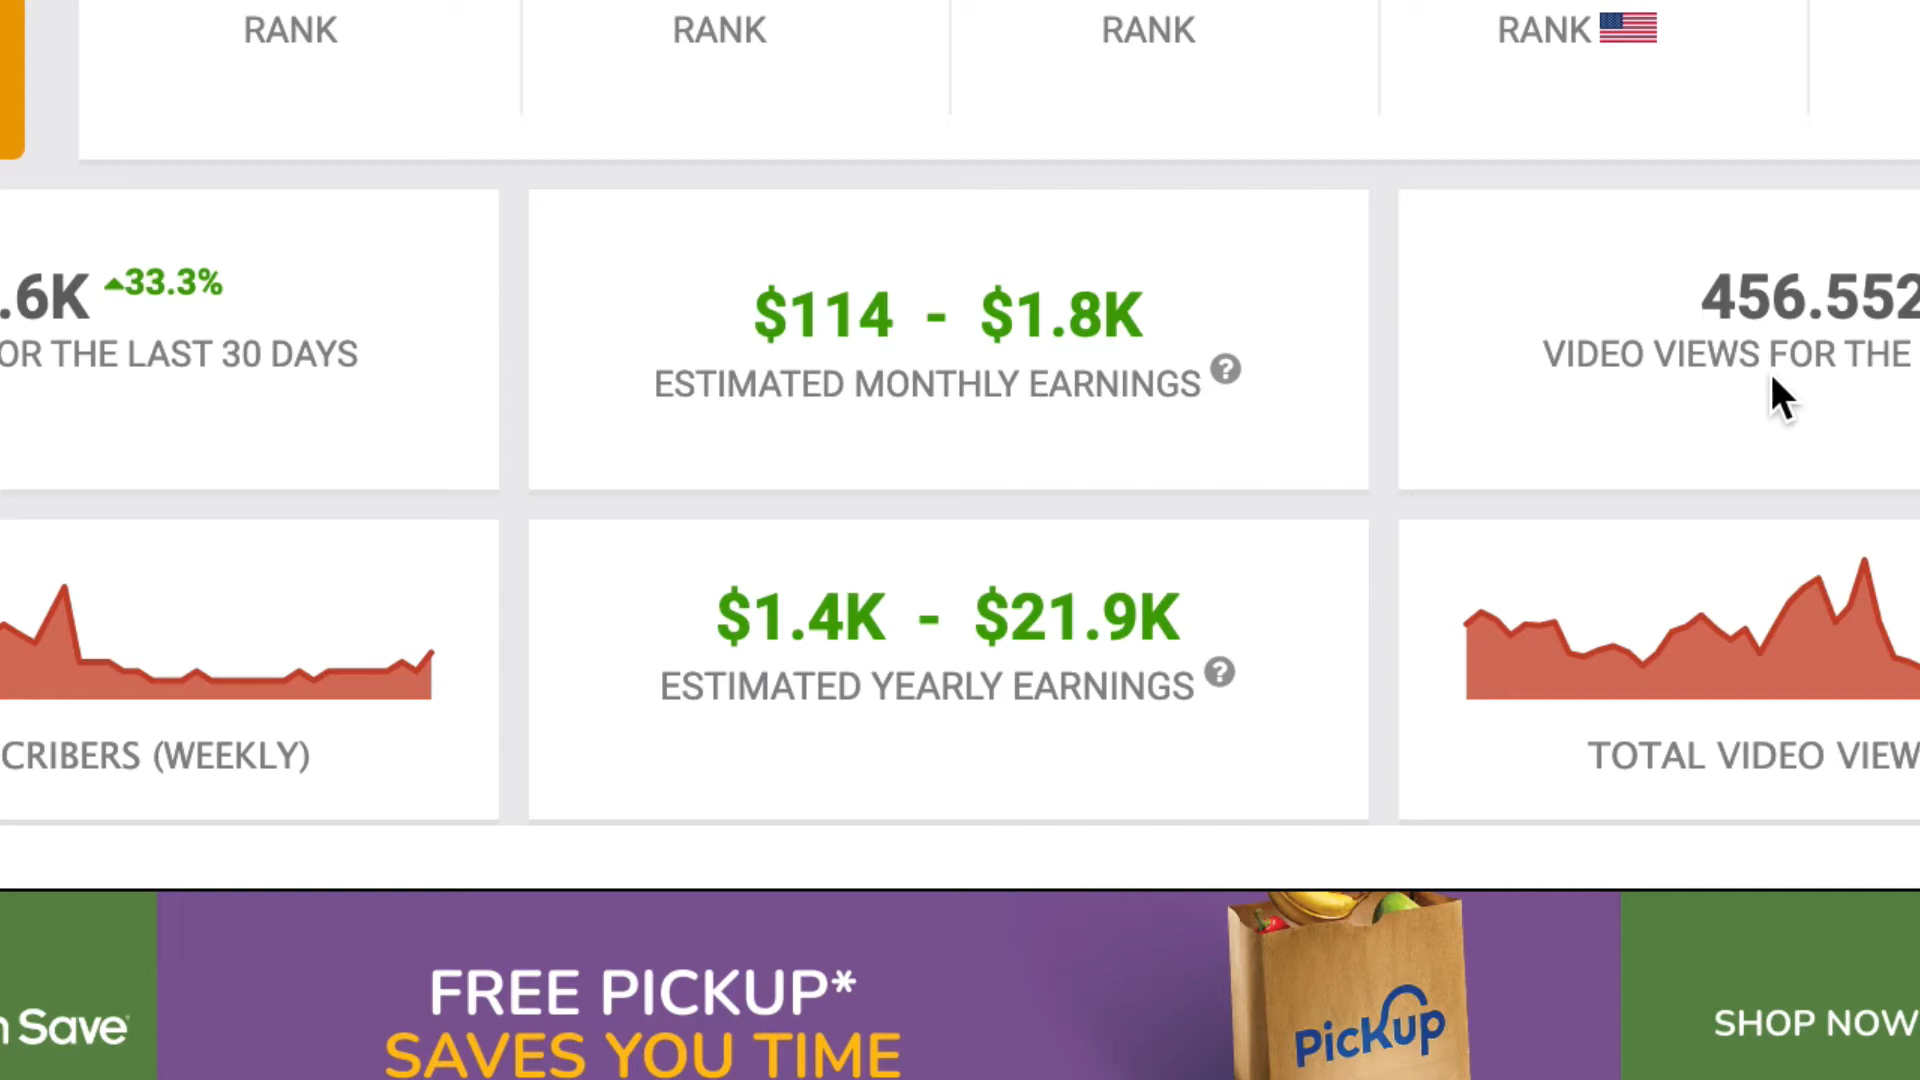 RANK
RANK
RANK
RANK
.6K 33.3%
OR THE LAST 30 DAYS
$114 - $1.8K
ESTIMATED MONTHLY EARNINGS ?
456.552
VIDEO VIEWS FOR THE
CRIBERS (WEEKLY)
$1.4K - $21.9K
ESTIMATED YEARLY EARNINGS ?
TOTAL VIDEO VIEW
n Save
FREE PICKUP*
SAVES YOU TIME
PickUp
SHOP NOW